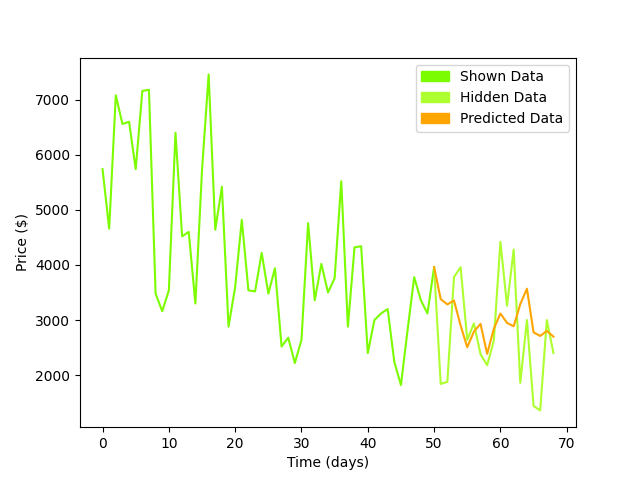 Shown Data
Hidden Data
Predicted Data
Price ($)
7000
6000
5000
4000
3000
2000
0 10 20 30 40 50 60 70
Time (days)